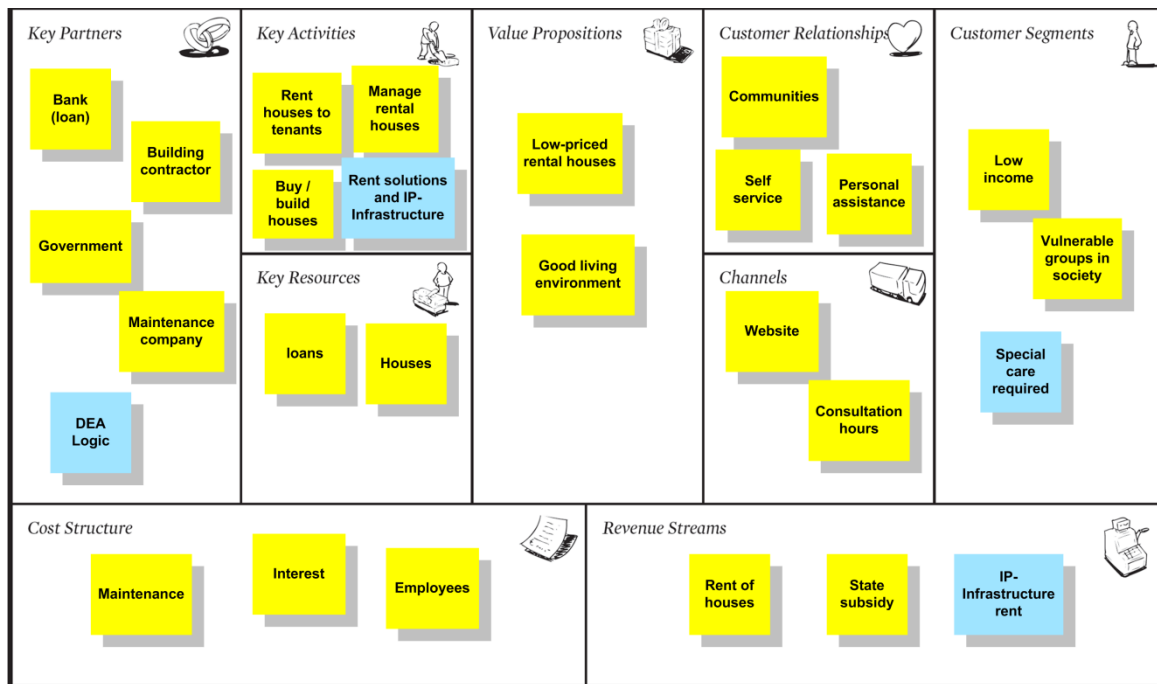 Key Partners
Bank
(loan)
Building
contractor
Government
Maintenance
company
DEA
Logic
Key Activities
Rent
houses to
tenants
Manage
rental
houses
Buy /
build
houses
Rent solutions
and IP-
Infrastructure
Key Resources
loans
Houses
Value Propositions
Low-priced
rental houses
Good living
environment
Customer Relationships
Communities
Self
service
Personal
assistance
Channels
Website
Consultation
hours
Customer Segments
Low
income
Vulnerable
groups in
society
Special
care
required
Cost Structure
Maintenance
Interest
Employees
Revenue Streams
Rent of
houses
State
subsidy
IP-
Infrastructure
rent